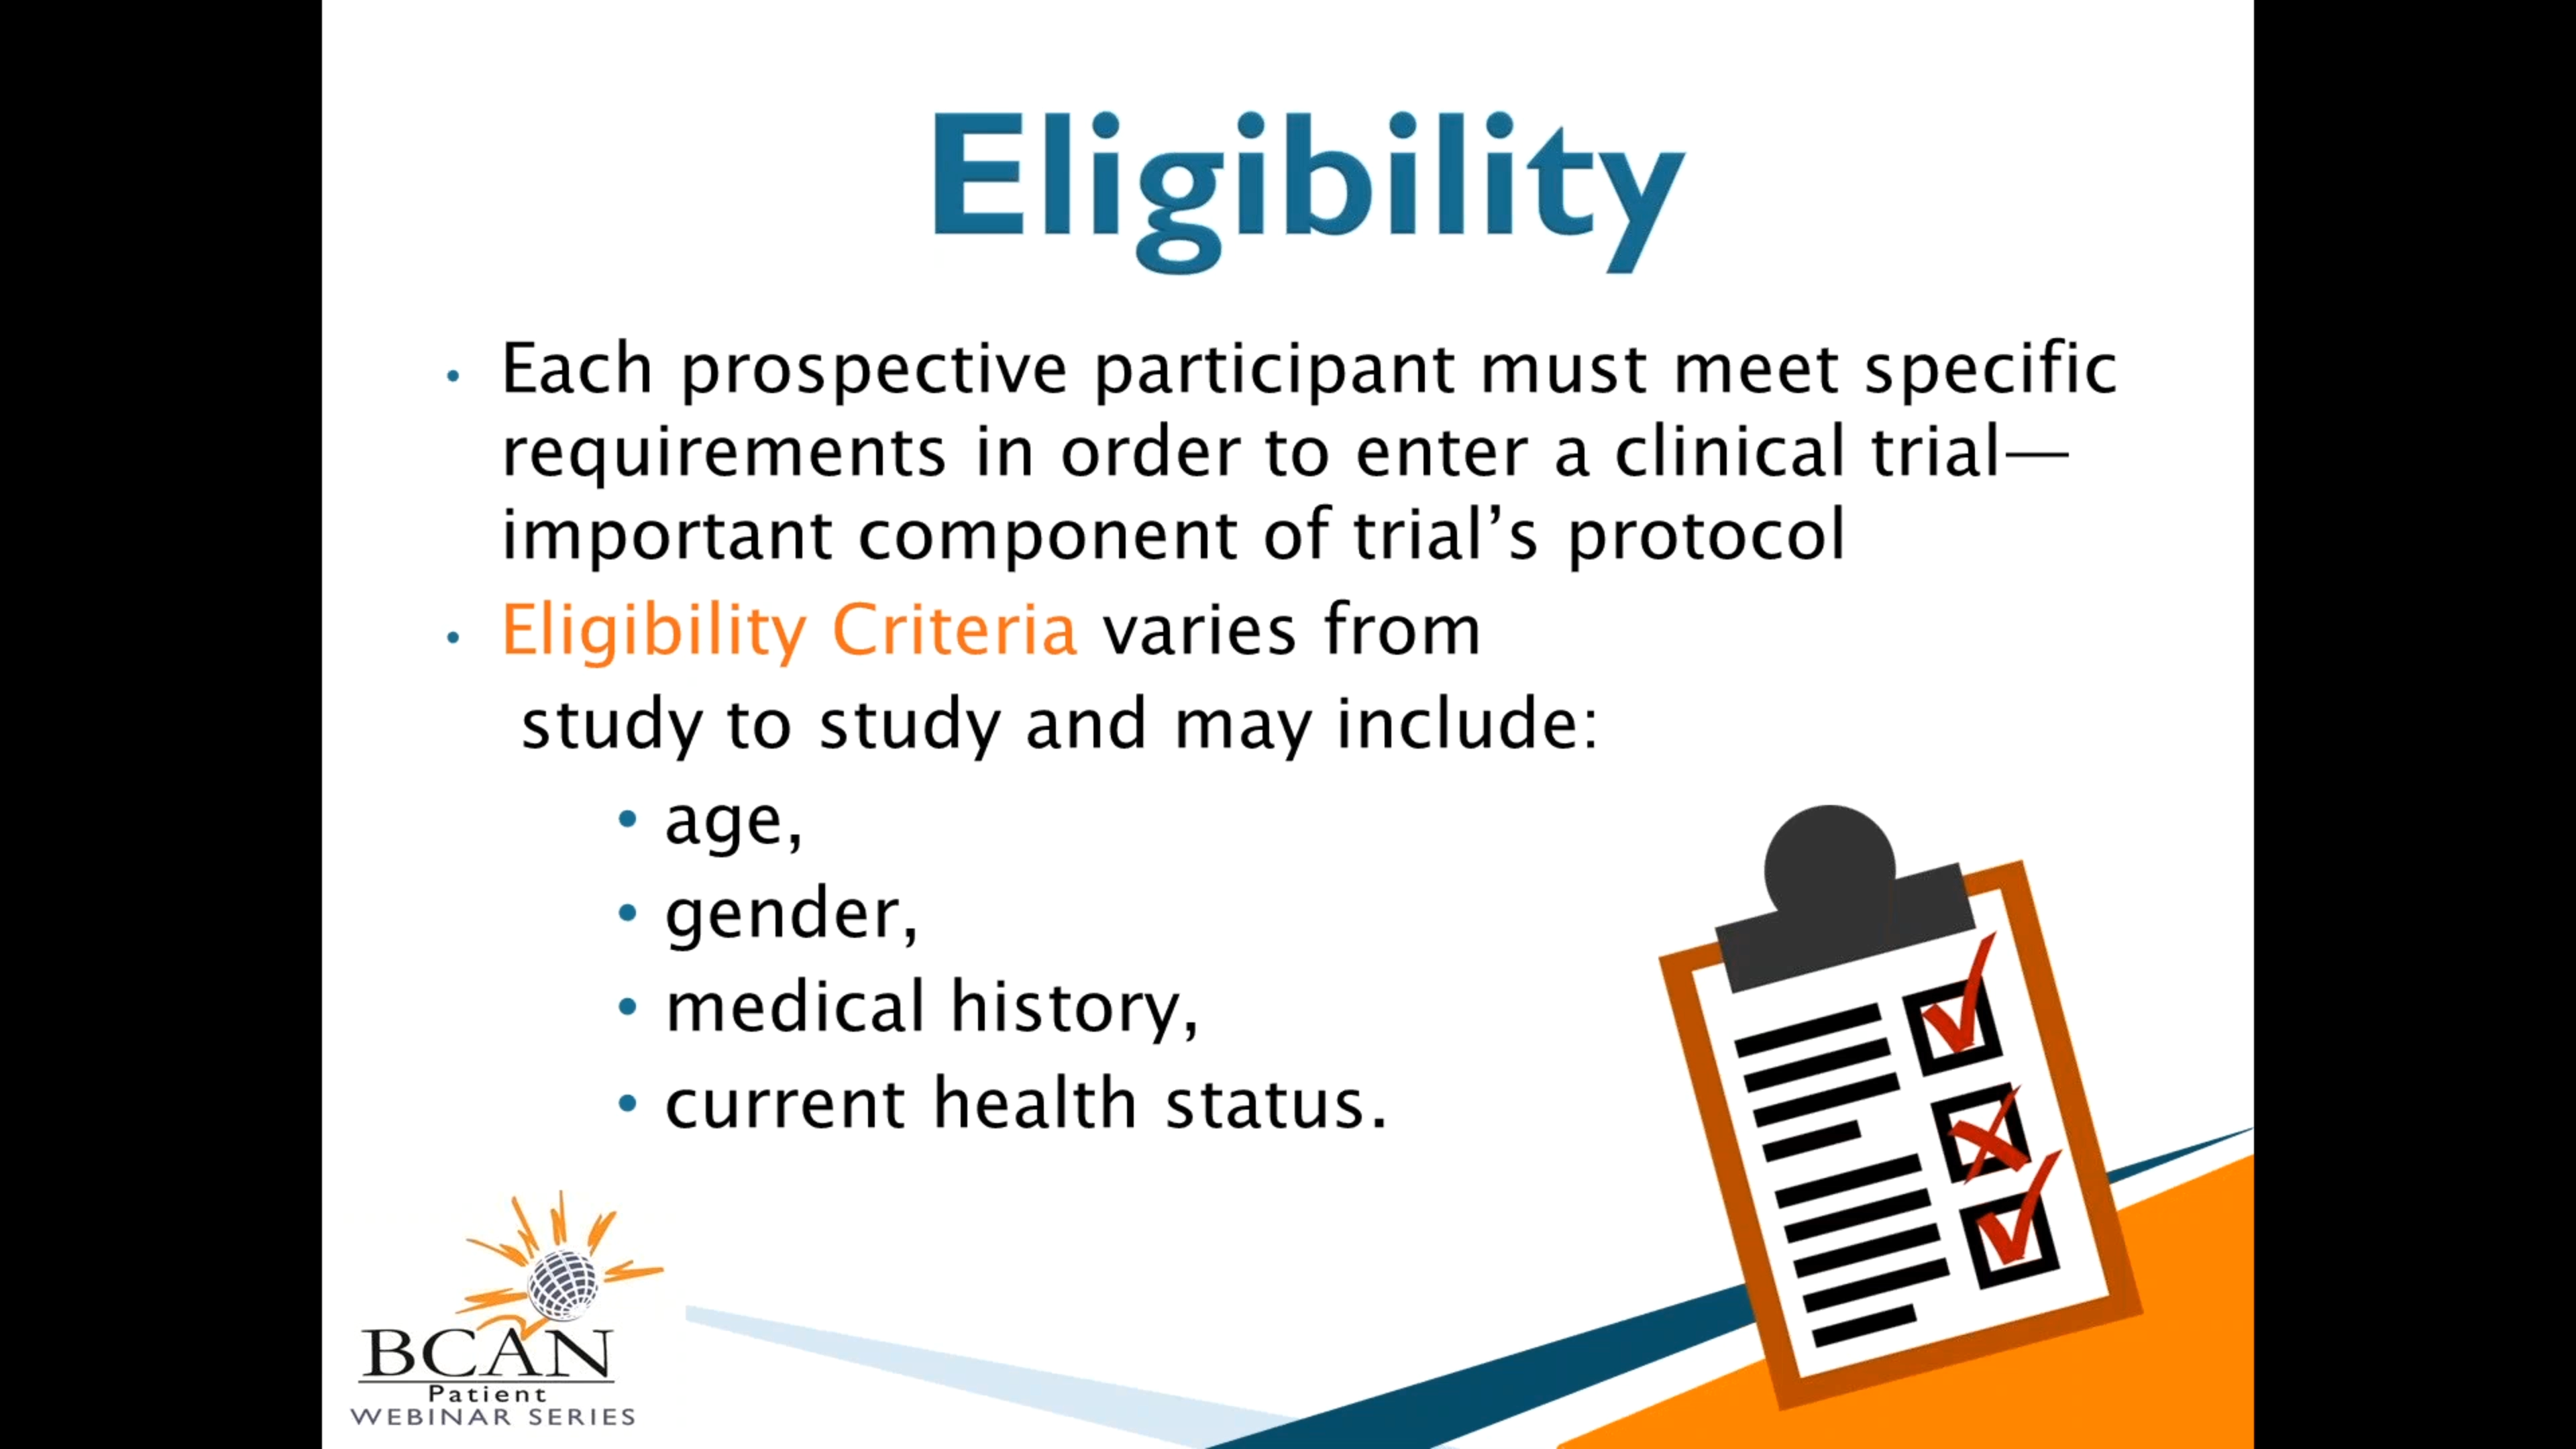 Eligibility
• Each prospective participant must meet specific
requirements in order to enter a clinical trial—
important component of trial’s protocol
• Eligibility Criteria varies from
study to study and may include:
• age,
• gender,
• medical history,
• current health status.
BCAN
Patient
WEBINAR SERIES